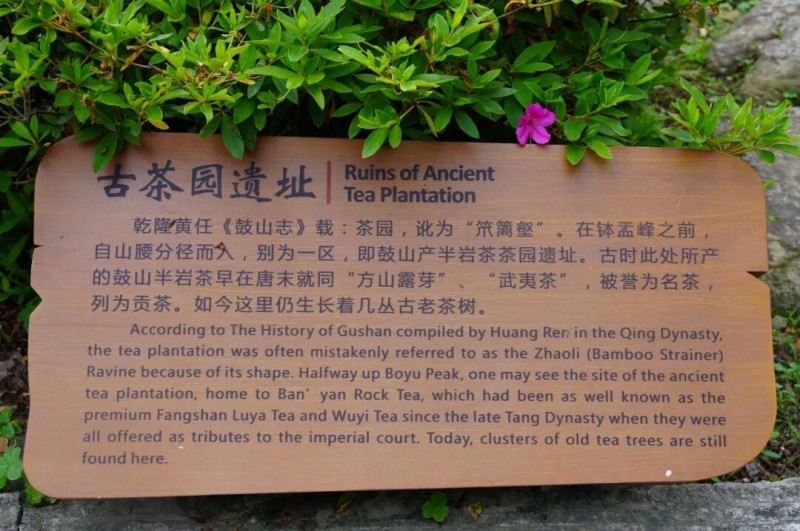 古茶园遗址
Ruins of Ancient
Tea Plantation
乾隆黄任《鼓山志》载：茶园，讹为“笊篱壑”。在钵盂峰之前，
自山腰分径而入，别为一区，即鼓山产半岩茶茶园遗址。古时此处所产
的鼓山半岩茶早在唐末就同“方山露芽”、“武夷茶”，被誉为名茶，
列为贡茶。如今这里仍生长着几丛古老茶树。
According to The History of Gushan compiled by Huang Ren in the Qing Dynasty,
the tea plantation was often mistakenly referred to as the Zhaoli (Bamboo Strainer)
Ravine because of its shape. Halfway up Boyu Peak, one may see the site of the ancient
tea plantation, home to Ban’yan Rock Tea, which had been as well known as the
premium Fangshan Luya Tea and Wuyi Tea since the late Tang Dynasty when they were
all offered as tributes to the imperial court. Today, clusters of old tea trees are still
found here.